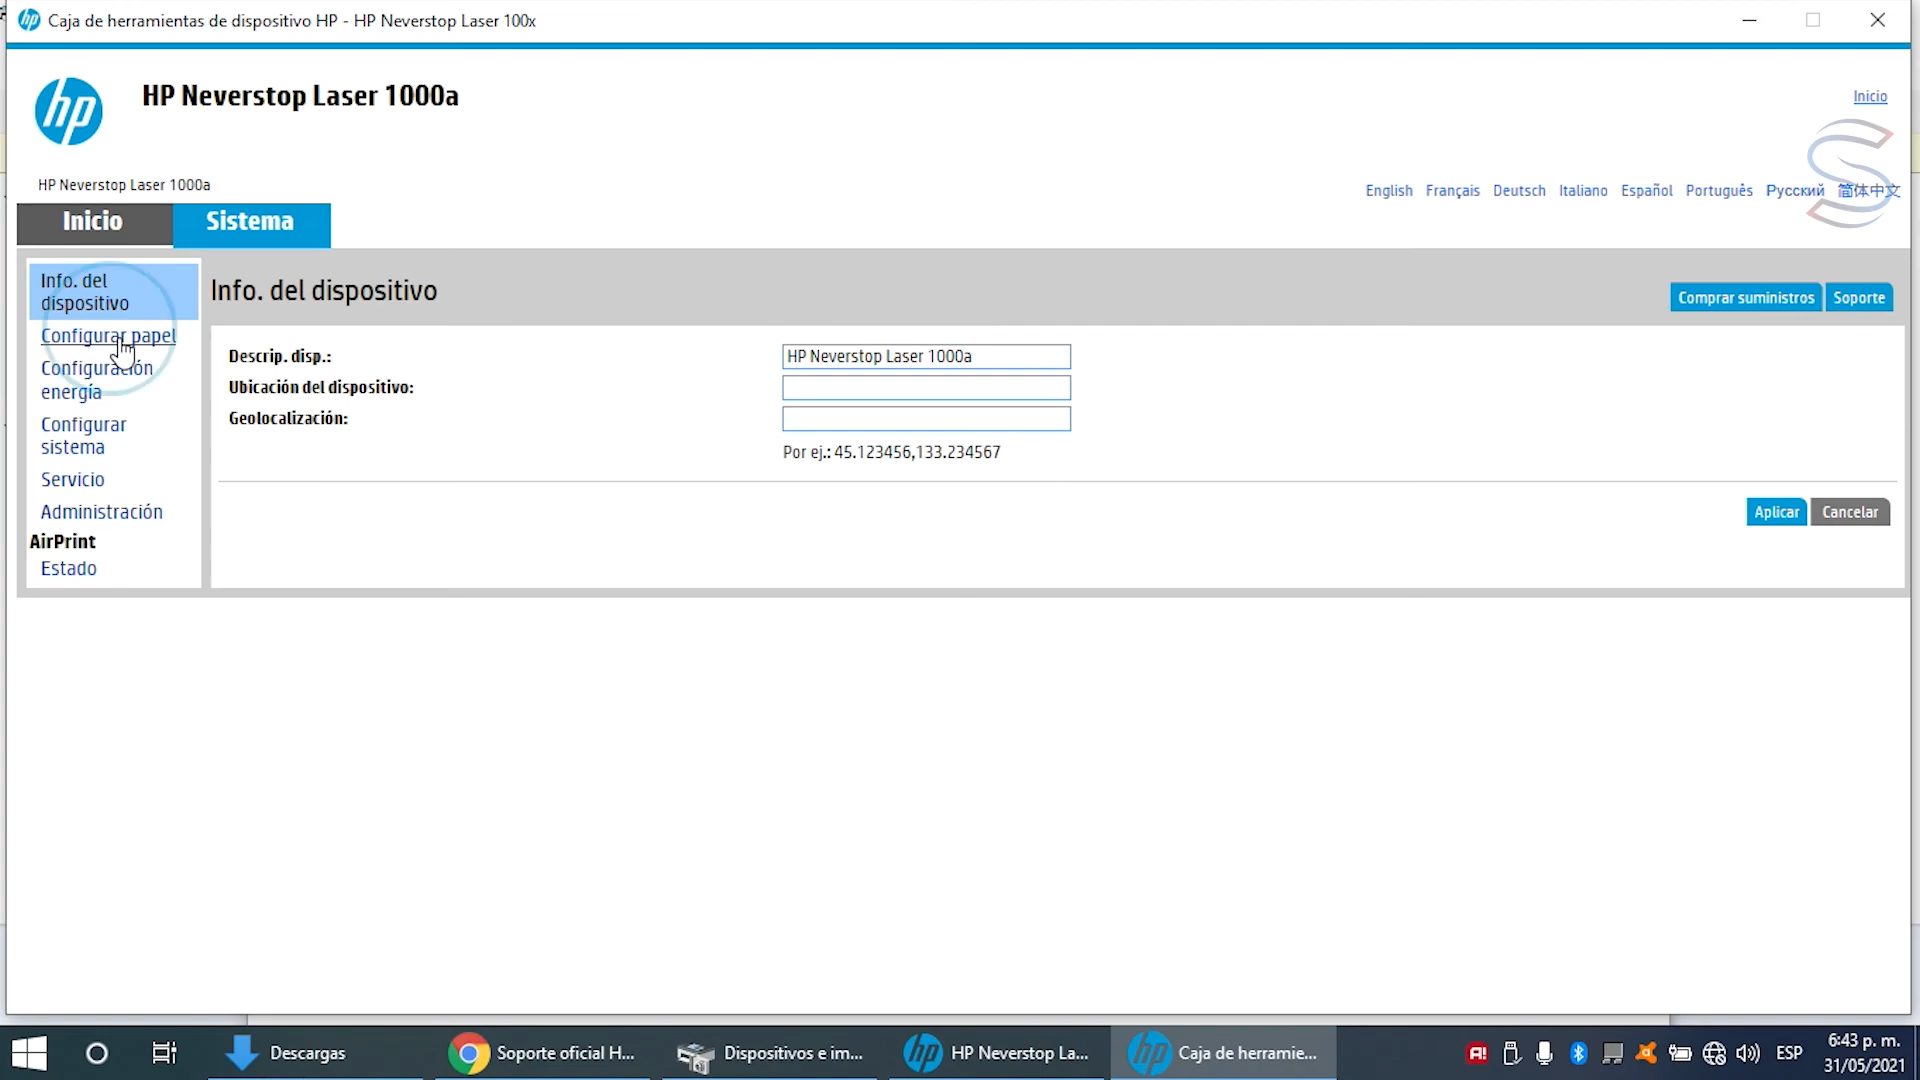 Caja de herramientas de dispositivo HP - HP Neverstop Laser 100x
HP Neverstop Laser 1000a
Inicio
HP Neverstop Laser 1000a
English Français Deutsch Italiano Español Português Русский 简体中文
Inicio Sistema
Info. del
dispositivo
Configurar papel
Configuración
energía
Configurar
sistema
Servicio
Administración
AirPrint
Estado
Info. del dispositivo
Comprar suministros Soporte
Descrip. disp.: HP Neverstop Laser 1000a
Ubicación del dispositivo:
Geolocalización:
Por ej.: 45.123456,133.234567
Aplicar Cancelar
Descargas Soporte oficial H... Dispositivos e im... HP Neverstop La... Caja de herramie... ESP
6:43 p. m.
31/05/2021